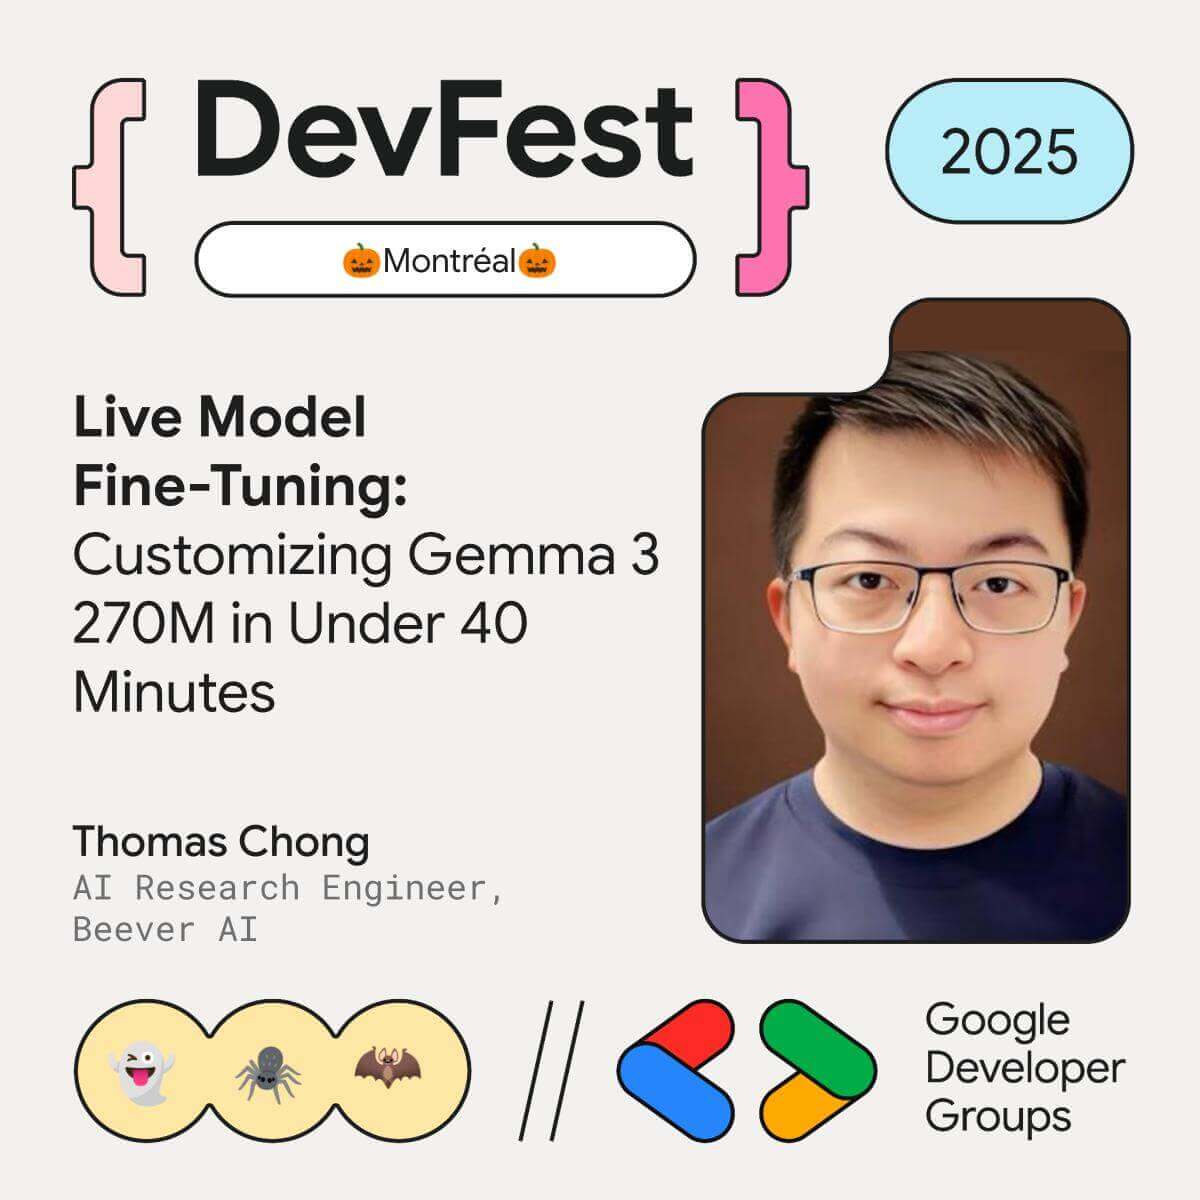 DevFest
2025
🎃Montréal🎃
Live Model
Fine-Tuning:
Customizing Gemma 3
270M in Under 40
Minutes
Thomas Chong
AI Research Engineer,
Beever AI
Google
Developer
Groups